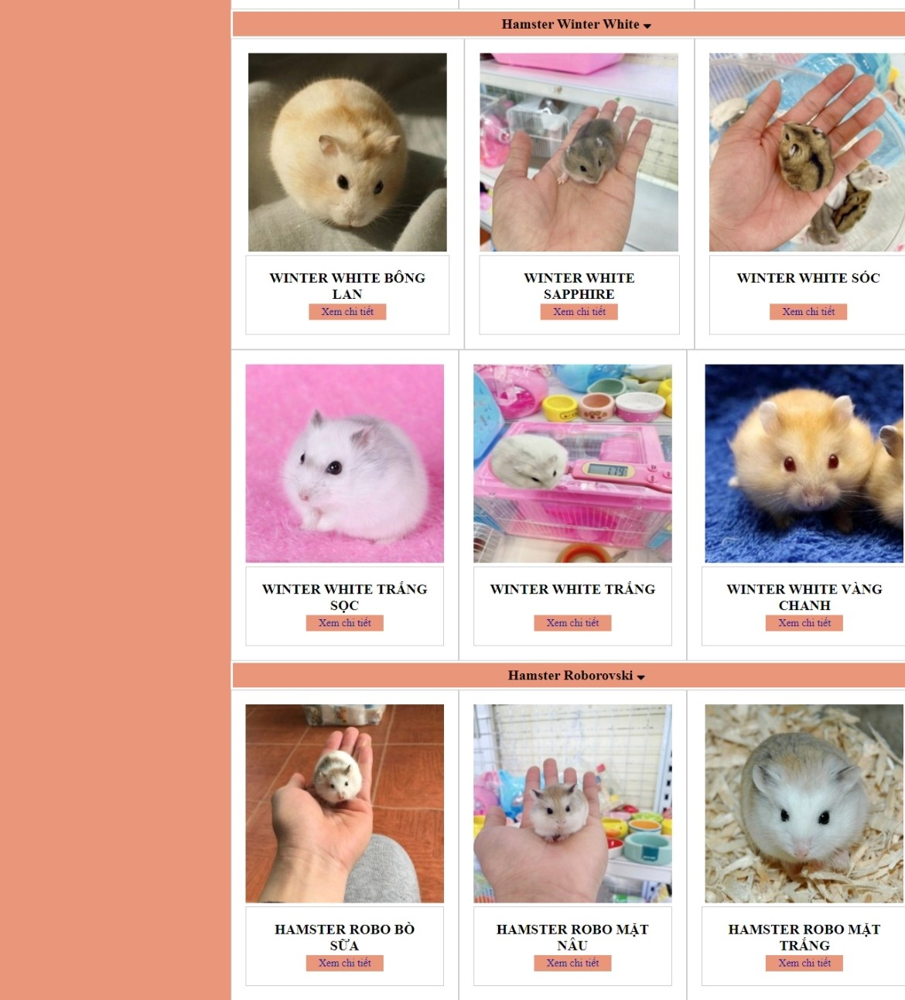 Hamster Winter White
WINTER WHITE BÔNG
LAN
Xem chi tiết
WINTER WHITE
SAPPHIRE
Xem chi tiết
WINTER WHITE SÓC
Xem chi tiết
179
WINTER WHITE TRẮNG
SỌC
Xem chi tiết
WINTER WHITE TRẮNG
Xem chi tiết
WINTER WHITE VÀNG
CHANH
Xem chi tiết
Hamster Roborovski
HAMSTER ROBO BÒ
SỮA
Xem chi tiết
HAMSTER ROBO MẶT
NÂU
Xem chi tiết
HAMSTER ROBO MẶT
TRẮNG
Xem chi tiết